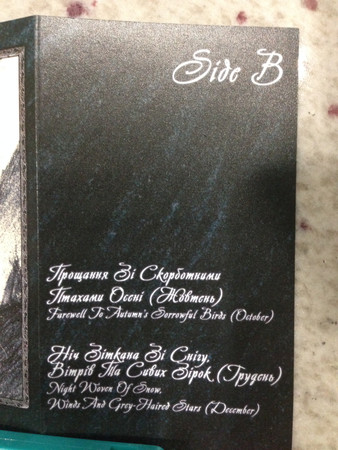 Side B
Прощання Зі Скорботними
Птахами Осені (Жовтень)
Farewell To Autumn's Sorrowful Birds (October)
Ніч Зіткана Зі Снігу,
Вітрів Та Сивих Зірок (Грудень)
Night Woven Of Snow,
Winds And Grey-Haired Stars (December)